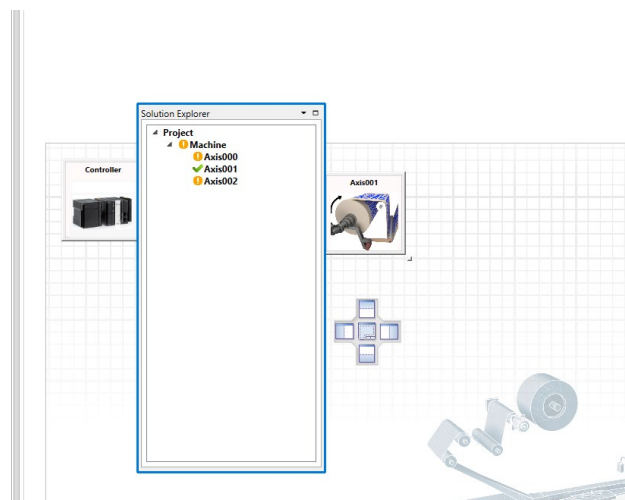 Solution Explorer
Project
Machine
Axis000
Axis001
Axis002
Controller
Axis001